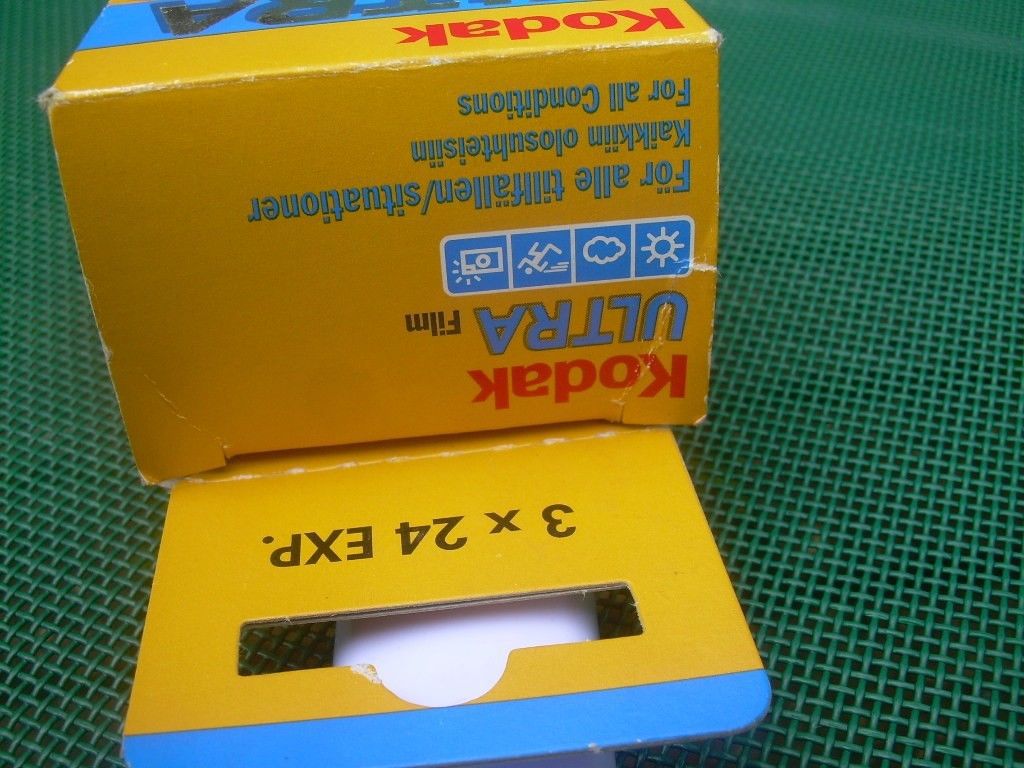 Kodak
ULTRA Film
För alle tillfällen/situationer
Kaikkiin olosuhteisiin
For all Conditions
Kodak
ULTRA
3 x 24 EXP.